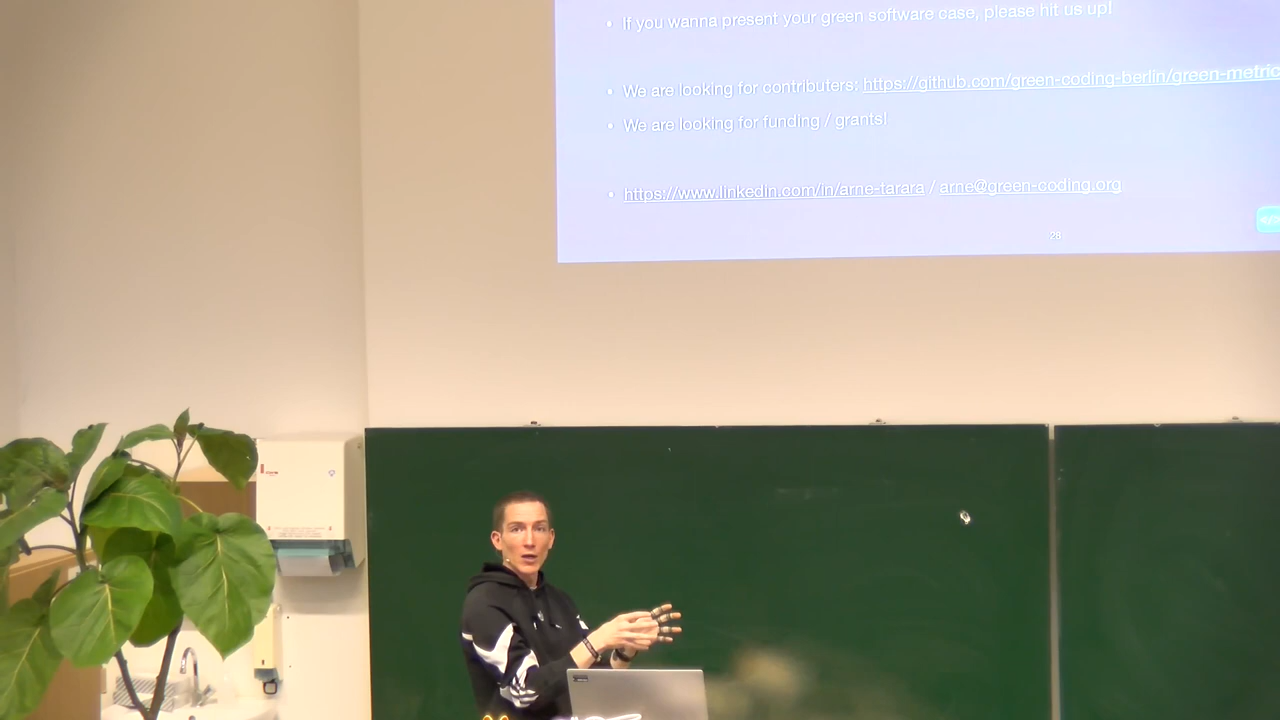 • If you wanna present your green software case, please hit us up!
• We are looking for contributers: https://github.com/green-coding-berlin/green-metric
• We are looking for funding / grants!
• https://www.linkedin.com/in/arne-tarara / arne@green-coding.org
28